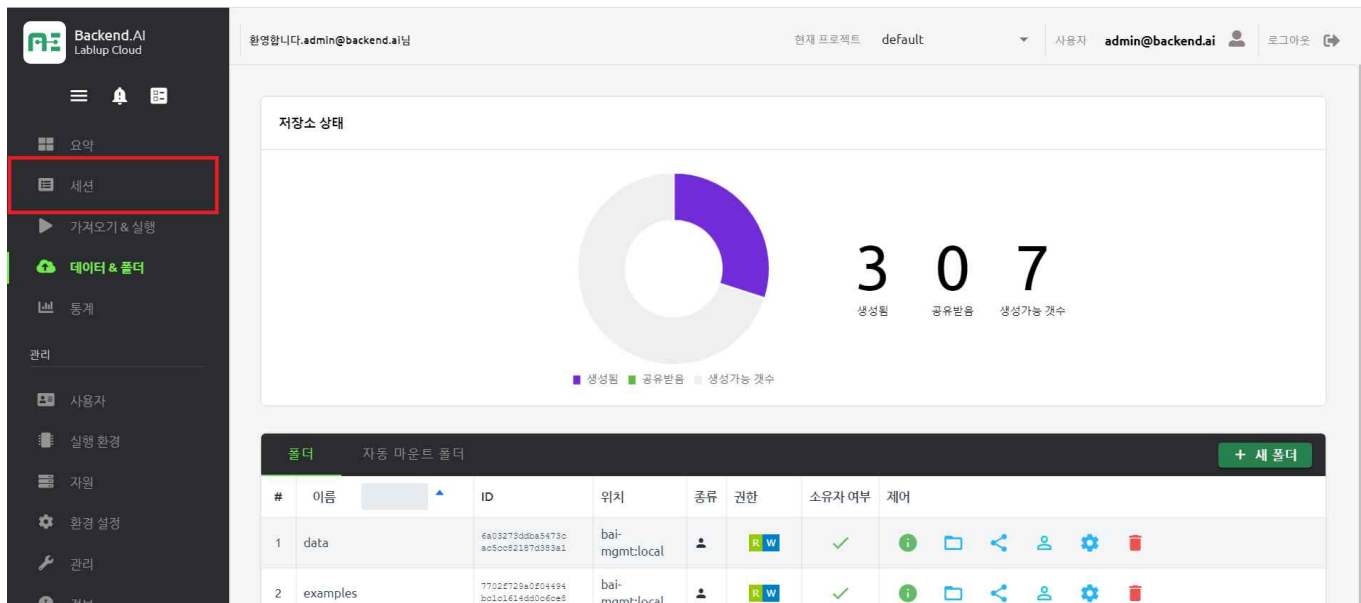 Backend.AI
Lablup Cloud
환영합니다.admin@backend.ai님
현재 프로젝트 default
사용자 admin@backend.ai
로그아웃
요약
세션
가져오기 & 실행
데이터 & 폴더
통계
관리
사용자
실행 환경
자원
환경 설정
관리
저장소 상태
3 0 7
생성됨 공유받음 생성가능 갯수
생성됨 공유받음 생성가능 갯수
폴더 자동 마운트 폴더 + 새 폴더
# 이름 ID 위치 종류 권한 소유자 여부 제어
1 data 6a03273ddba5473c ac5cc82187d383a1 bai-mgmt:local R W
2 examples 7702f729a0f04494 bai-mgmt:local R W